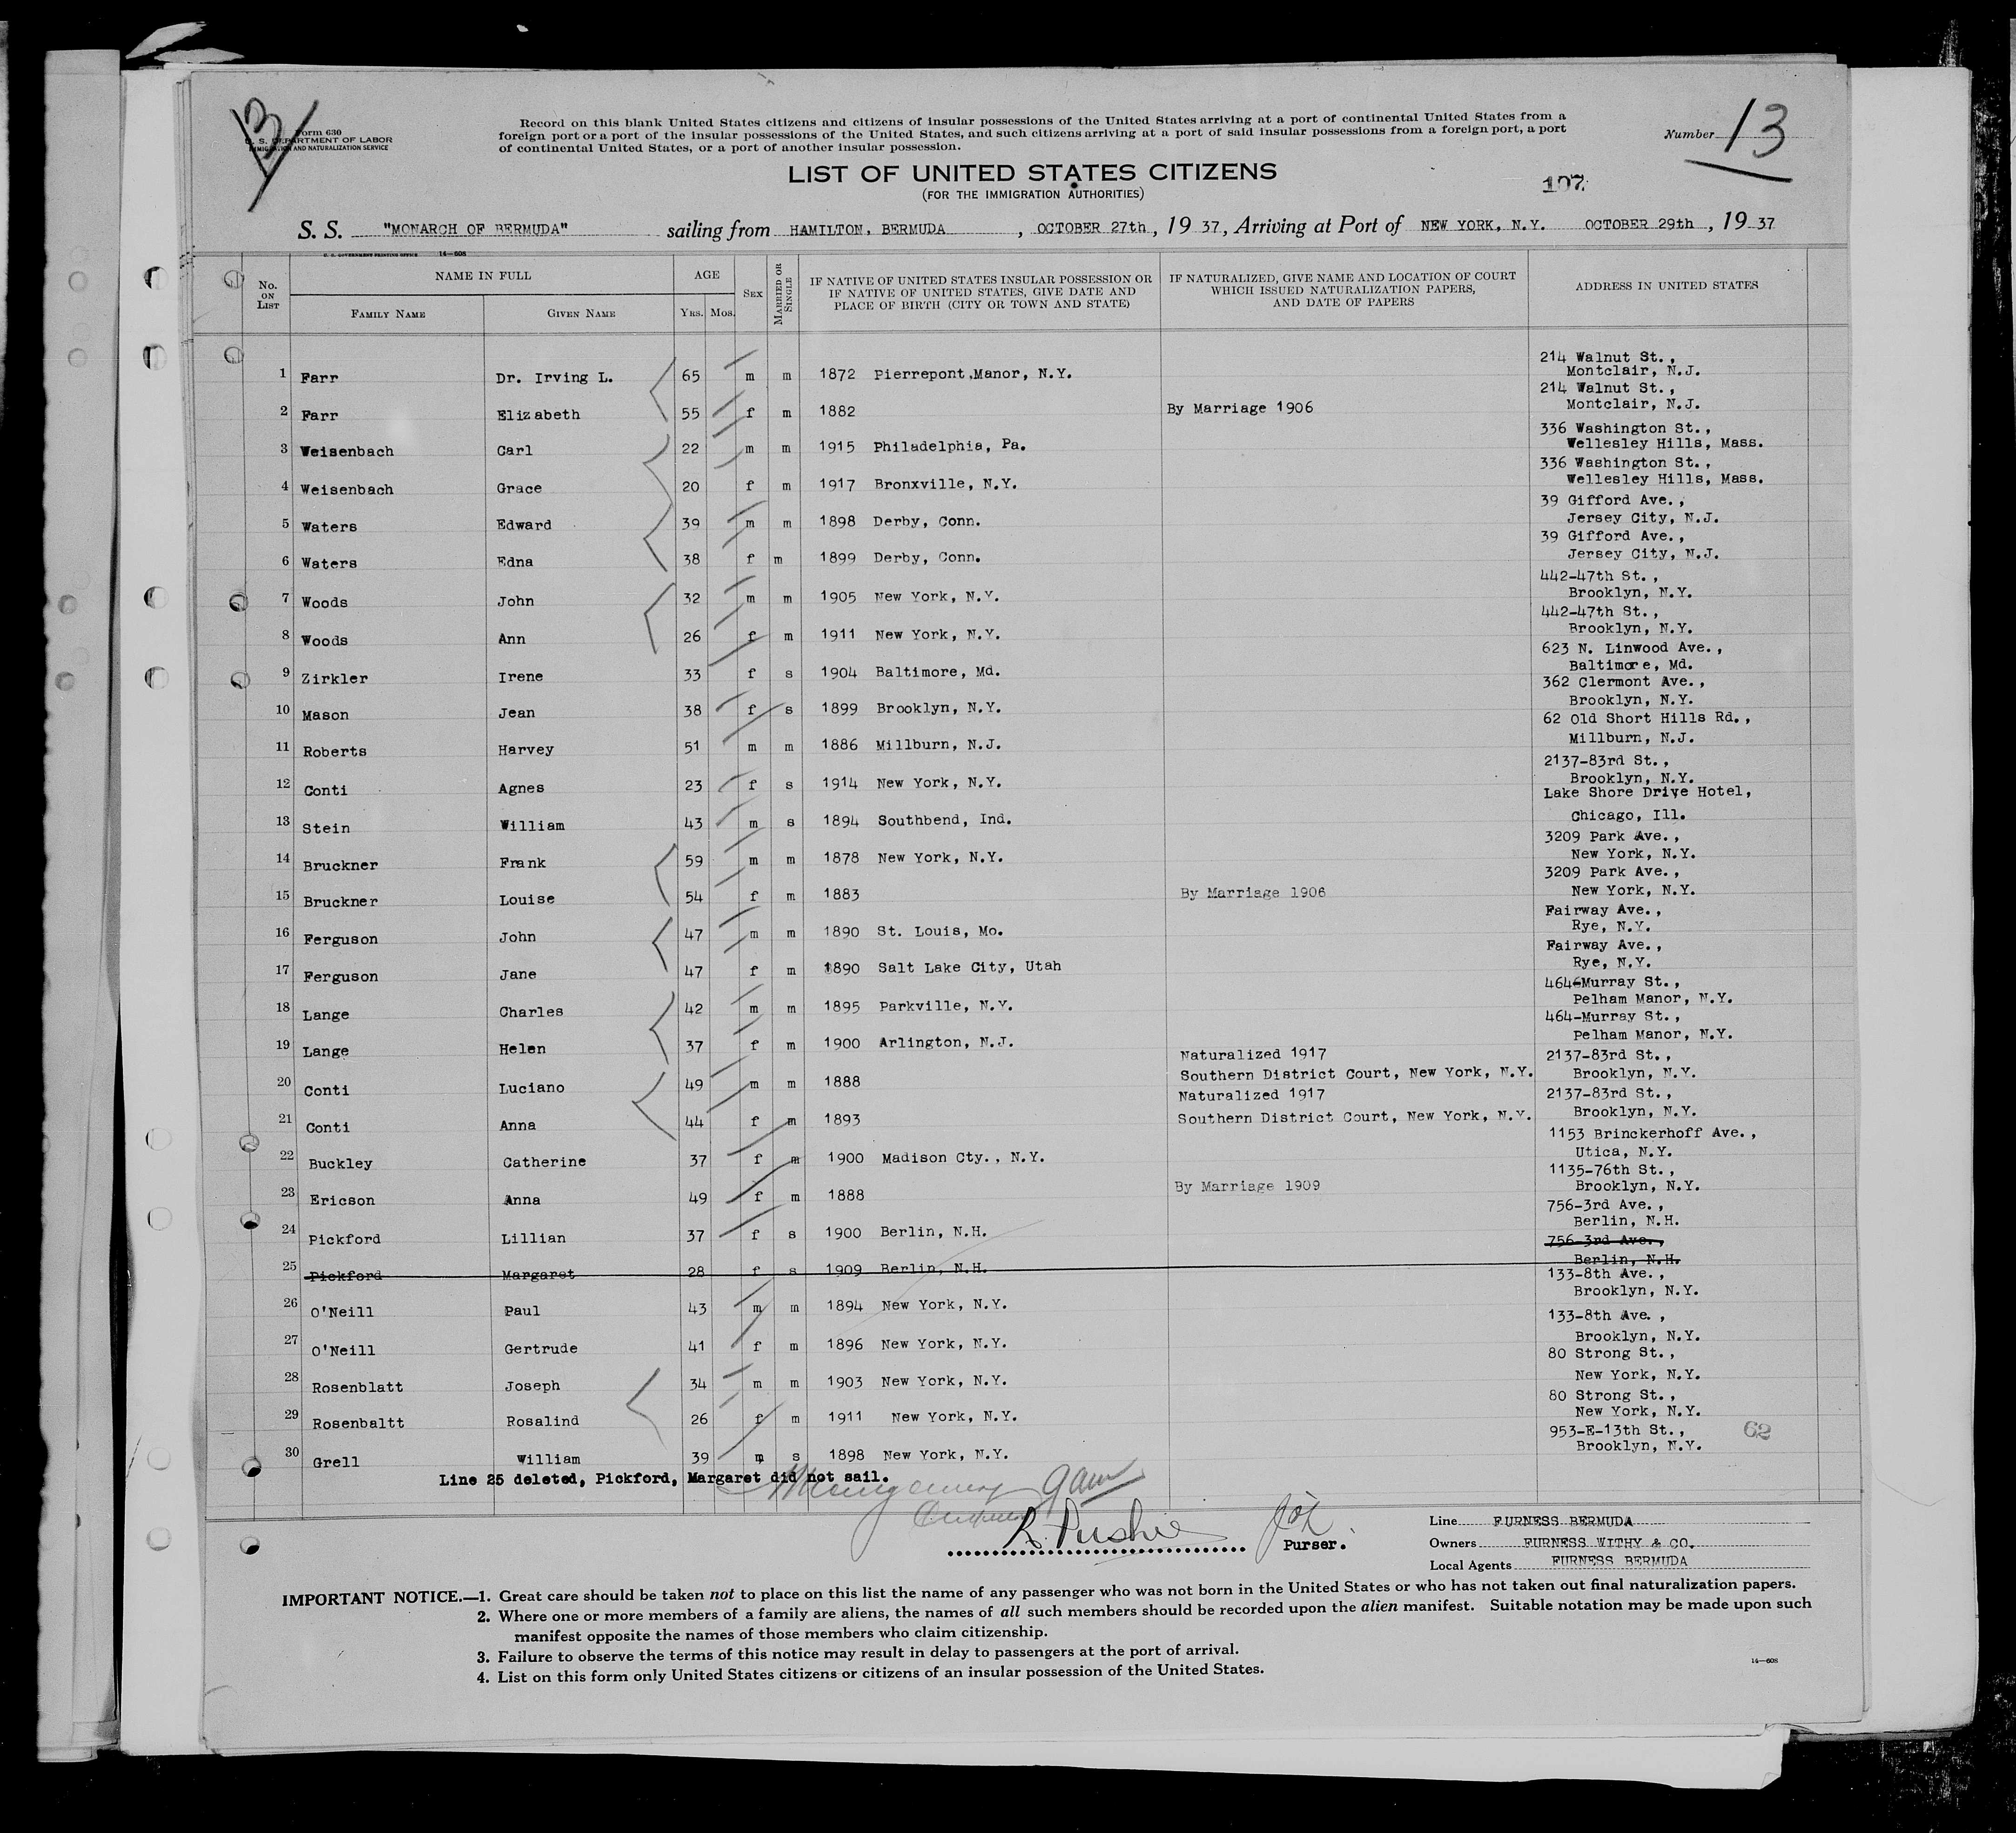 13
Form 630
U. S. DEPARTMENT OF LABOR
IMMIGRATION AND NATURALIZATION SERVICE
Record on this blank United States citizens and citizens of insular possessions of the United States arriving at a port of continental United States from a
foreign port or a port of the insular possessions of the United States, and such citizens arriving at a port of said insular possessions from a foreign port, a port
of continental United States, or a port of another insular possession.
Number 13
LIST OF UNITED STATES CITIZENS
(FOR THE IMMIGRATION AUTHORITIES)
107
S. S. "MONARCH OF BERMUDA" sailing from HAMILTON, BERMUDA, OCTOBER 27th, 19 37, Arriving at Port of NEW YORK, N.Y. OCTOBER 29th, 19 37
U. S. GOVERNMENT PRINTING OFFICE 14—608
No. ON LIST
NAME IN FULL
FAMILY NAME
GIVEN NAME
AGE
YRS. MOS.
SEX
MARRIED OR SINGLE
IF NATIVE OF UNITED STATES INSULAR POSSESSION OR
IF NATIVE OF UNITED STATES, GIVE DATE AND
PLACE OF BIRTH (CITY OR TOWN AND STATE)
IF NATURALIZED, GIVE NAME AND LOCATION OF COURT
WHICH ISSUED NATURALIZATION PAPERS,
AND DATE OF PAPERS
ADDRESS IN UNITED STATES
1 Farr Dr. Irving L. 65 m m 1872 Pierrepont Manor, N.Y. 214 Walnut St., Montclair, N.J.
2 Farr Elizabeth 55 f m 1882 By Marriage 1906 214 Walnut St., Montclair, N.J.
3 Weisenbach Carl 22 m m 1915 Philadelphia, Pa. 336 Washington St., Wellesley Hills, Mass.
4 Weisenbach Grace 20 f m 1917 Bronxville, N.Y. 336 Washington St., Wellesley Hills, Mass.
5 Waters Edward 39 m m 1898 Derby, Conn. 39 Gifford Ave., Jersey City, N.J.
6 Waters Edna 38 f m 1899 Derby, Conn. 39 Gifford Ave., Jersey City, N.J.
7 Woods John 32 m m 1905 New York, N.Y. 442-47th St., Brooklyn, N.Y.
8 Woods Ann 26 f m 1911 New York, N.Y. 442-47th St., Brooklyn, N.Y.
9 Zirkler Irene 33 f s 1904 Baltimore, Md. 623 N. Linwood Ave., Baltimore, Md.
10 Mason Jean 38 f s 1899 Brooklyn, N.Y. 362 Clermont Ave., Brooklyn, N.Y.
11 Roberts Harvey 51 m m 1886 Millburn, N.J. 62 Old Short Hills Rd., Millburn, N.J.
12 Conti Agnes 23 f s 1914 New York, N.Y. 2137-83rd St., Brooklyn, N.Y.
13 Stein William 43 m s 1894 Southbend, Ind. Lake Shore Drive Hotel, Chicago, Ill.
14 Bruckner Frank 59 m m 1878 New York, N.Y. 3209 Park Ave., New York, N.Y.
15 Bruckner Louise 54 f m 1883 By Marriage 1906 3209 Park Ave., New York, N.Y.
16 Ferguson John 47 m m 1890 St. Louis, Mo. Fairway Ave., Rye, N.Y.
17 Ferguson Jane 47 f m 1890 Salt Lake City, Utah Fairway Ave., Rye, N.Y.
18 Lange Charles 42 m m 1895 Parkville, N.Y. 464-Murray St., Pelham Manor, N.Y.
19 Lange Helen 37 f m 1900 Arlington, N.J. 464-Murray St., Pelham Manor, N.Y.
20 Conti Luciano 49 m m 1888 Naturalized 1917 Southern District Court, New York, N.Y. 2137-83rd St., Brooklyn, N.Y.
21 Conti Anna 44 f m 1893 Naturalized 1917 Southern District Court, New York, N.Y. 2137-83rd St., Brooklyn, N.Y.
22 Buckley Catherine 37 f m 1900 Madison Cty., N.Y. 1153 Brinckerhoff Ave., Utica, N.Y.
23 Ericson Anna 49 f m 1888 By Marriage 1909 1135-76th St., Brooklyn, N.Y.
24 Pickford Lillian 37 f s 1900 Berlin, N.H. 756-3rd Ave., Berlin, N.H.
25 Pickford Margaret 28 f s 1909 Berlin, N.H. 756-3rd Ave., Berlin, N.H.
26 O'Neill Paul 43 m m 1894 New York, N.Y. 133-8th Ave., Brooklyn, N.Y.
27 O'Neill Gertrude 41 f m 1896 New York, N.Y. 133-8th Ave., Brooklyn, N.Y.
28 Rosenblatt Joseph 34 m m 1903 New York, N.Y. 80 Strong St., New York, N.Y.
29 Rosenbaltt Rosalind 26 f m 1911 New York, N.Y. 80 Strong St., New York, N.Y.
30 Grell William 39 m s 1898 New York, N.Y. 953-E-13th St., Brooklyn, N.Y.
62
Line 25 deleted, Pickford, Margaret did not sail.
R. Pushie
Purser.
Line FURNESS BERMUDA
Owners FURNESS WITHY & CO.
Local Agents FURNESS BERMUDA
IMPORTANT NOTICE.—1. Great care should be taken not to place on this list the name of any passenger who was not born in the United States or who has not taken out final naturalization papers.
2. Where one or more members of a family are aliens, the names of all such members should be recorded upon the alien manifest. Suitable notation may be made upon such
manifest opposite the names of those members who claim citizenship.
3. Failure to observe the terms of this notice may result in delay to passengers at the port of arrival.
4. List on this form only United States citizens or citizens of an insular possession of the United States.
14—608